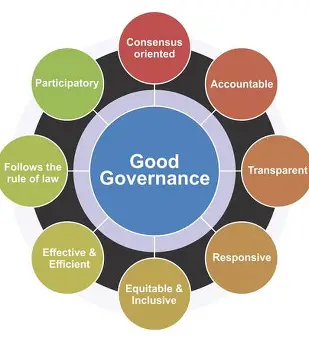 Good
Governance
Consensus
oriented
Accountable
Transparent
Responsive
Equitable &
Inclusive
Effective &
Efficient
Follows the
rule of law
Participatory